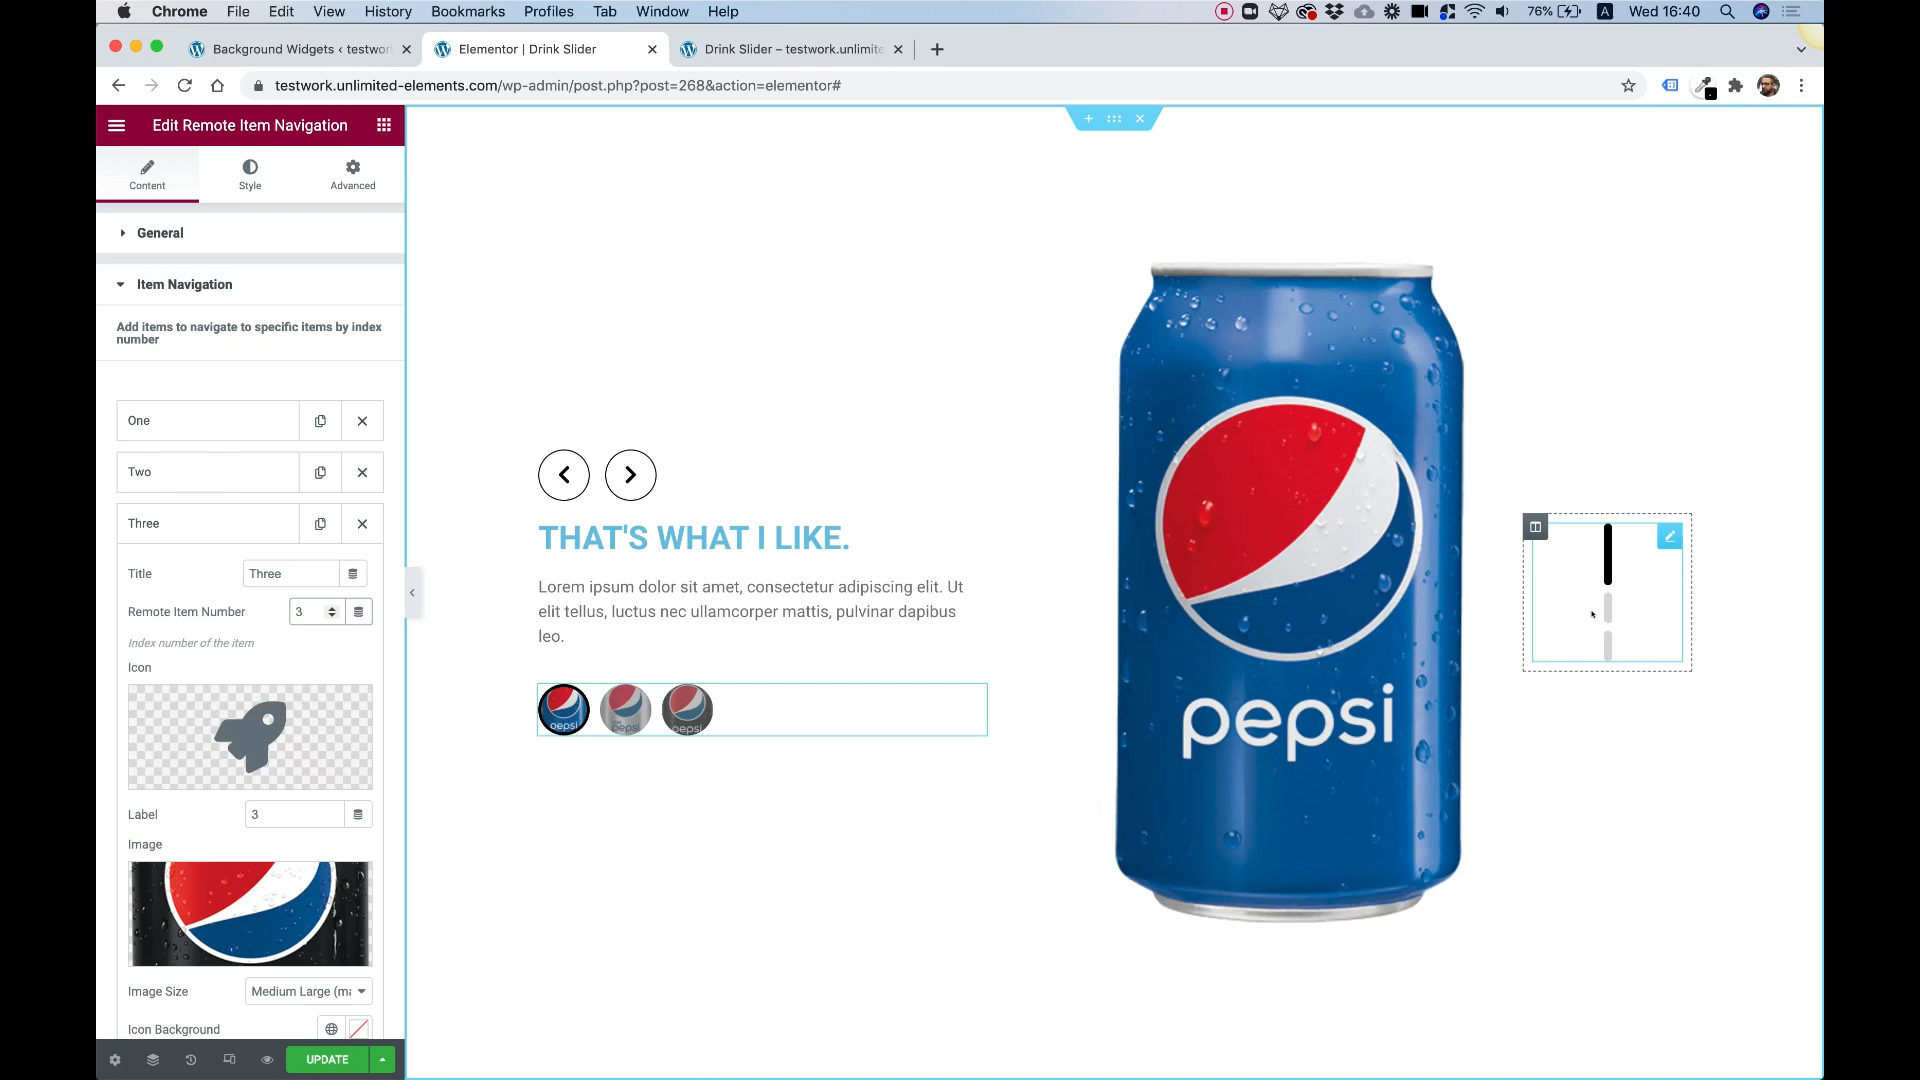 Chrome File Edit View History Bookmarks Profiles Tab Window Help 76% A Wed 16:40
Background Widgets ‹ testwor
Elementor | Drink Slider
Drink Slider – testwork.unlimite
testwork.unlimited-elements.com/wp-admin/post.php?post=268&action=elementor#
Edit Remote Item Navigation
Content
Style
Advanced
General
Item Navigation
Add items to navigate to specific items by index
number
One
Two
Three
Title
Three
Remote Item Number
3
Index number of the item
Icon
Label
3
Image
Image Size
Medium Large (ma
Icon Background
UPDATE
THAT'S WHAT I LIKE.
Lorem ipsum dolor sit amet, consectetur adipiscing elit. Ut
elit tellus, luctus nec ullamcorper mattis, pulvinar dapibus
leo.
pepsi
pepsi
pepsi
pepsi